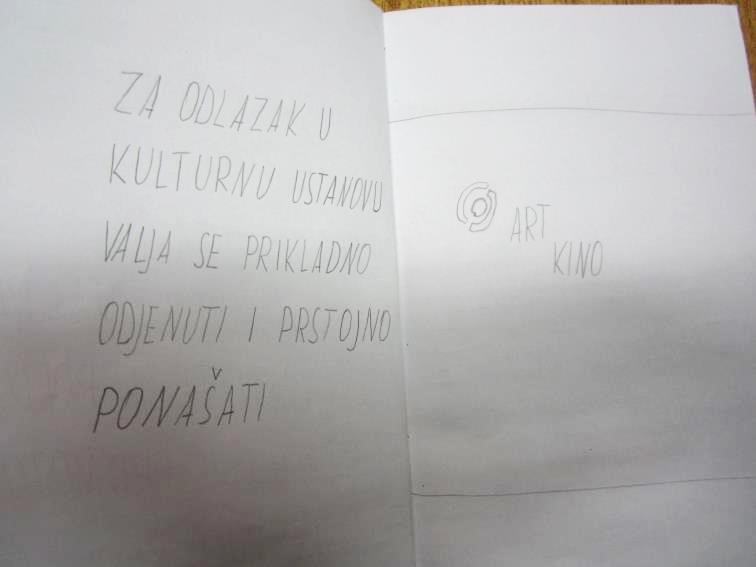 ZA ODLAZAK U
KULTURNU USTANOVU
VALJA SE PRIKLADNO
ODJENUTI I PRSTOJNO
PONAŠATI
ART
KINO